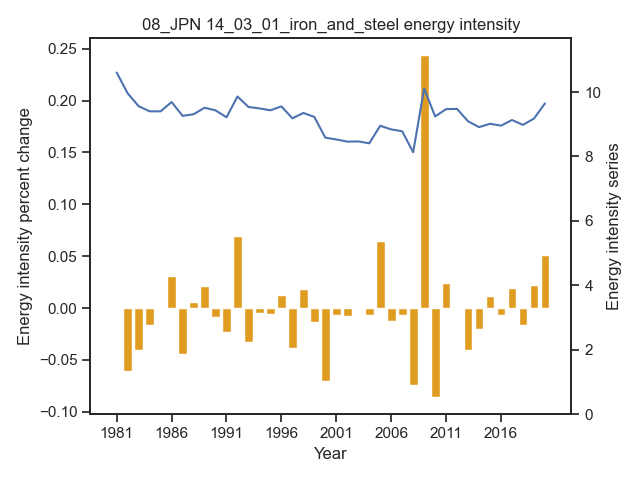 08_JPN 14_03_01_iron_and_steel energy intensity
Energy intensity percent change
0.25
0.20
0.15
0.10
0.05
0.00
−0.05
−0.10
1981 1986 1991 1996 2001 2006 2011 2016
Year
10
8
6
4
2
0
Energy intensity series